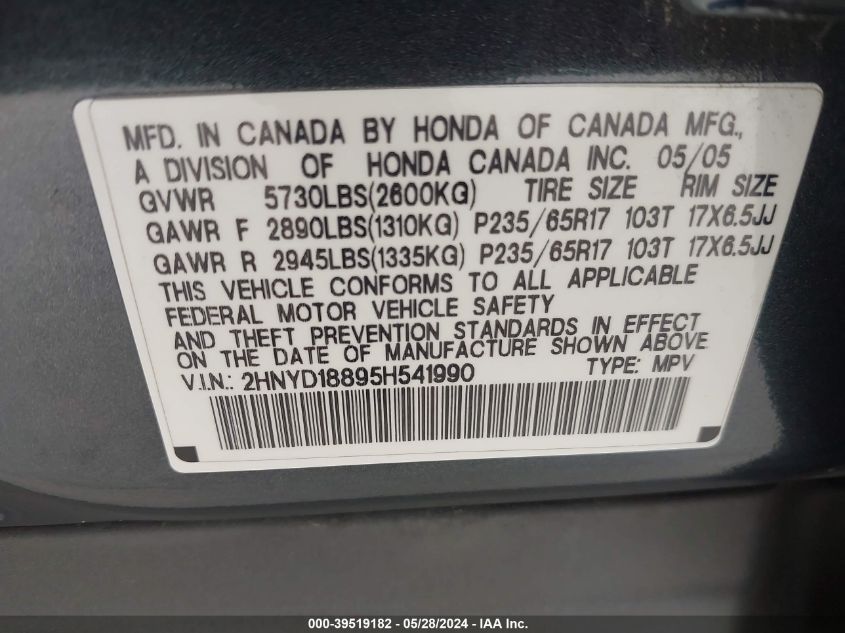 MFD. IN CANADA BY HONDA OF CANADA MFG.,
A DIVISION OF HONDA CANADA INC. 05/05
GVWR 5730LBS(2600KG) TIRE SIZE RIM SIZE
GAWR F 2890LBS(1310KG) P235/65R17 103T 17X6.5JJ
GAWR R 2945LBS(1335KG) P235/65R17 103T 17X6.5JJ
THIS VEHICLE CONFORMS TO ALL APPLICABLE
FEDERAL MOTOR VEHICLE SAFETY
AND THEFT PREVENTION STANDARDS IN EFFECT
ON THE DATE OF MANUFACTURE SHOWN ABOVE
V.I.N.: 2HNYD18895H541990 TYPE: MPV
000-39519182 - 05/28/2024 - IAA Inc.